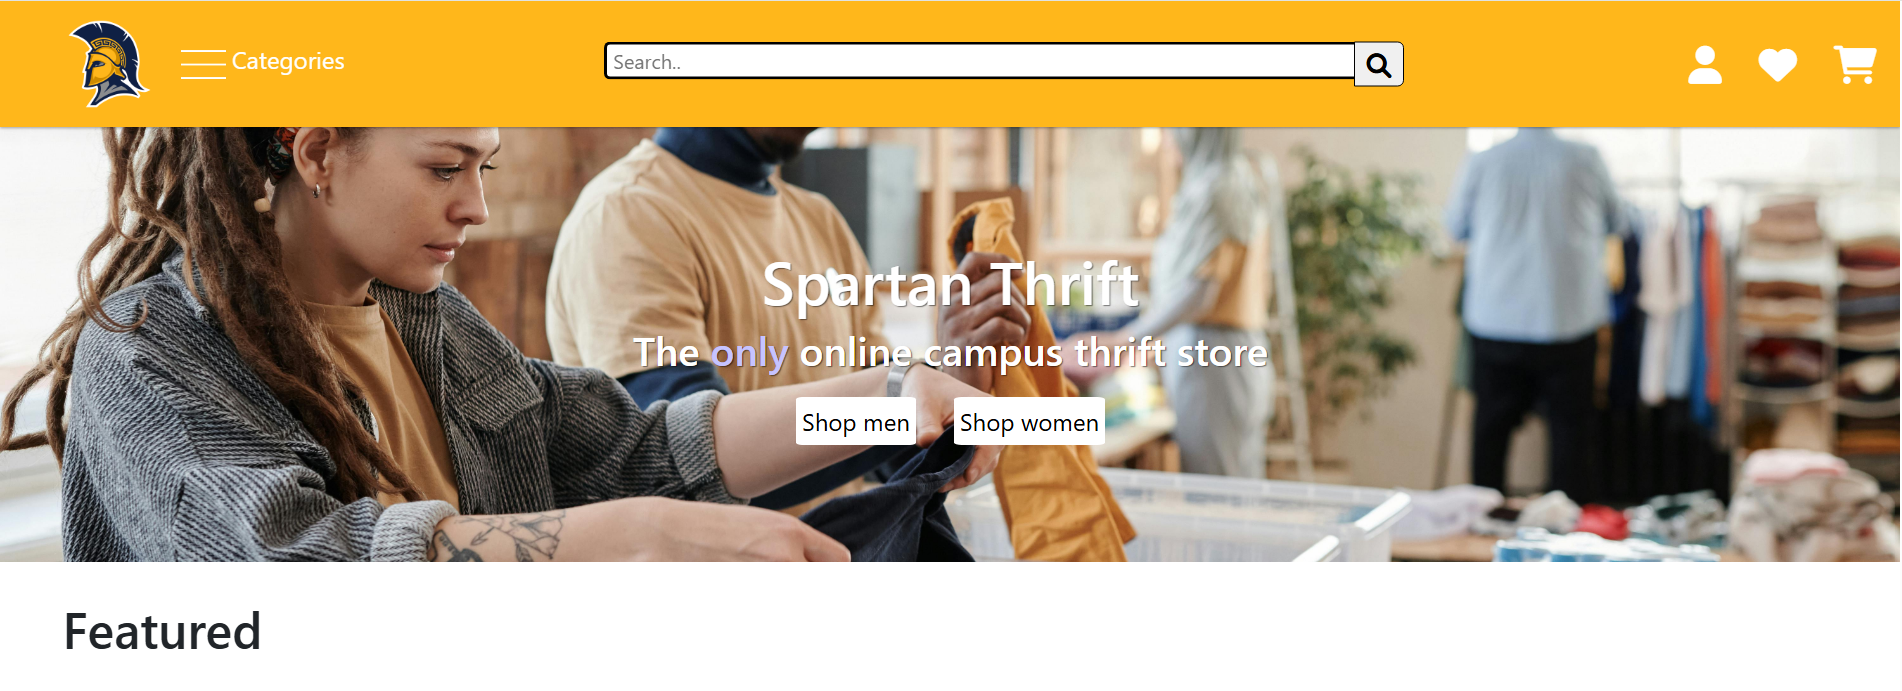 Categories
Search..
Spartan Thrift
The only online campus thrift store
Shop men
Shop women
Featured